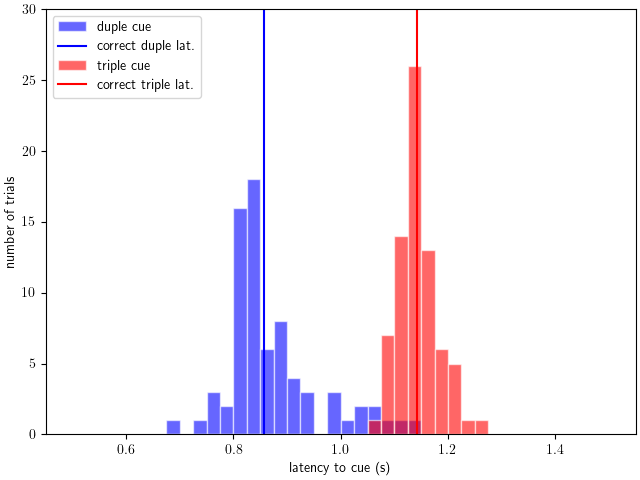 30
25
20
15
10
5
0
number of trials
duple cue
correct duple lat.
triple cue
correct triple lat.
0.6 0.8 1.0 1.2 1.4
latency to cue (s)